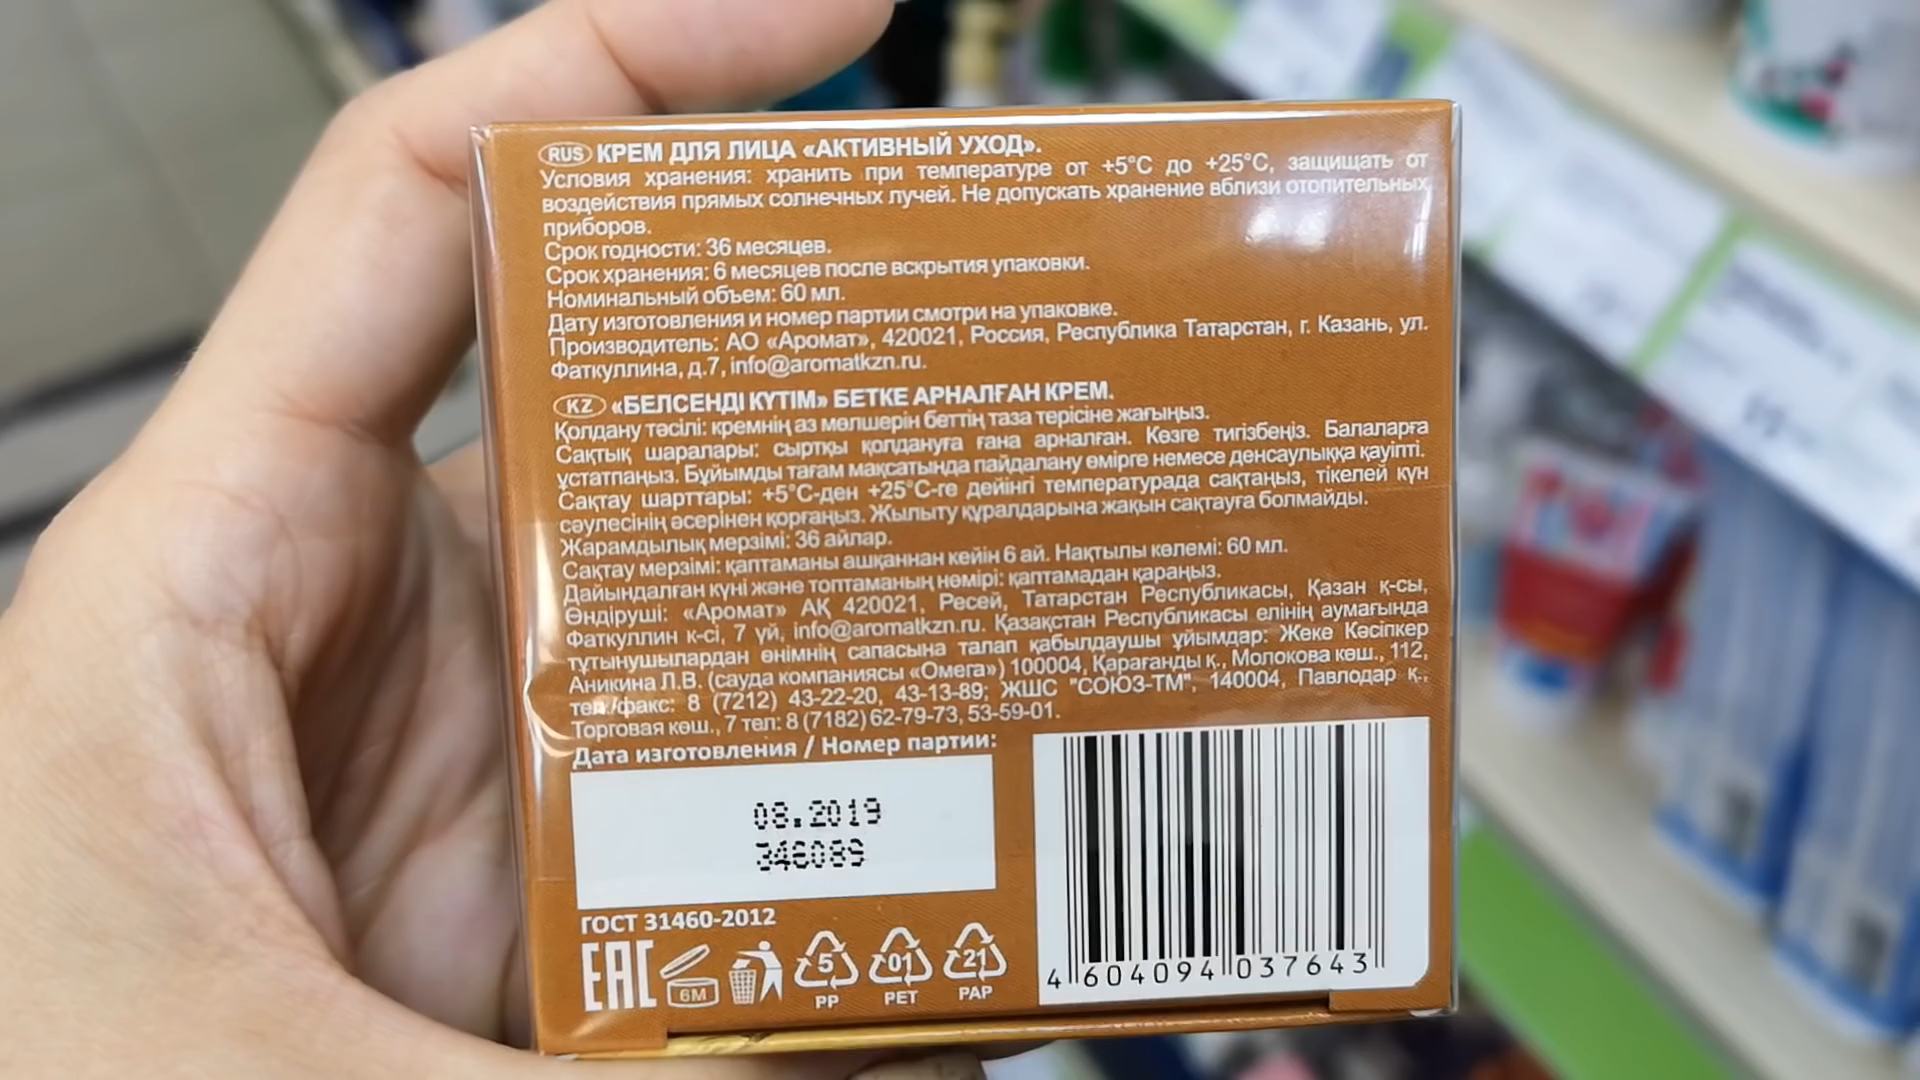 RUS КРЕМ ДЛЯ ЛИЦА «АКТИВНЫЙ УХОД».
Условия хранения: хранить при температуре от +5°С до +25°С, защищать от
воздействия прямых солнечных лучей. Не допускать хранение вблизи отопительных
приборов.
Срок годности: 36 месяцев.
Срок хранения: 6 месяцев после вскрытия упаковки.
Номинальный объем: 60 мл.
Дату изготовления и номер партии смотри на упаковке.
Производитель: АО «Аромат», 420021, Россия, Республика Татарстан, г. Казань, ул.
Фаткуллина, д.7, info@aromatkzn.ru.
KZ «БЕЛСЕНДІ КҮТІМ» БЕТКЕ АРНАЛҒАН КРЕМ.
Қолдану тәсілі: кремнің аз мөлшерін беттің таза терісіне жағыңыз.
Сақтық шаралары: сыртқы қолдануға ғана арналған. Көзге тигізбеңіз. Балаларға
ұстатпаңыз. Бұйымды тағам мақсатында пайдалану өмірге немесе денсаулыққа қауіпті.
Сақтау шарттары: +5°С-ден +25°С-ге дейінгі температурада сақтаңыз, тікелей күн
сәулесінің әсерінен қорғаңыз. Жылыту құралдарына жақын сақтауға болмайды.
Жарамдылық мерзімі: 36 айлар.
Сақтау мерзімі: қаптаманы ашқаннан кейін 6 ай. Нақтылы көлемі: 60 мл.
Дайындалған күні және топтаманың нөмірі: қаптамадан қараңыз.
Өндіруші: «Аромат» АҚ 420021, Ресей, Татарстан Республикасы, Қазан қ-сы,
Фаткуллин к-сі, 7 үй, info@aromatkzn.ru. Қазақстан Республикасы елінің аумағында
тұтынушылардан өнімнің сапасына талап қабылдаушы ұйымдар: Жеке Кәсіпкер
Аникина Л.В. (сауда компаниясы «Омега») 100004, Қарағанды қ., Молокова көш., 112,
тел./факс: 8 (7212) 43-22-20, 43-13-89; ЖШС "СОЮЗ-ТМ", 140004, Павлодар қ.,
Торговая көш., 7 тел: 8 (7182) 62-79-73, 53-59-01.
Дата изготовления / Номер партии:
08.2019
346089
ГОСТ 31460-2012
EAC 6M 5 01 21
PP PET PAP
4 604094 037643